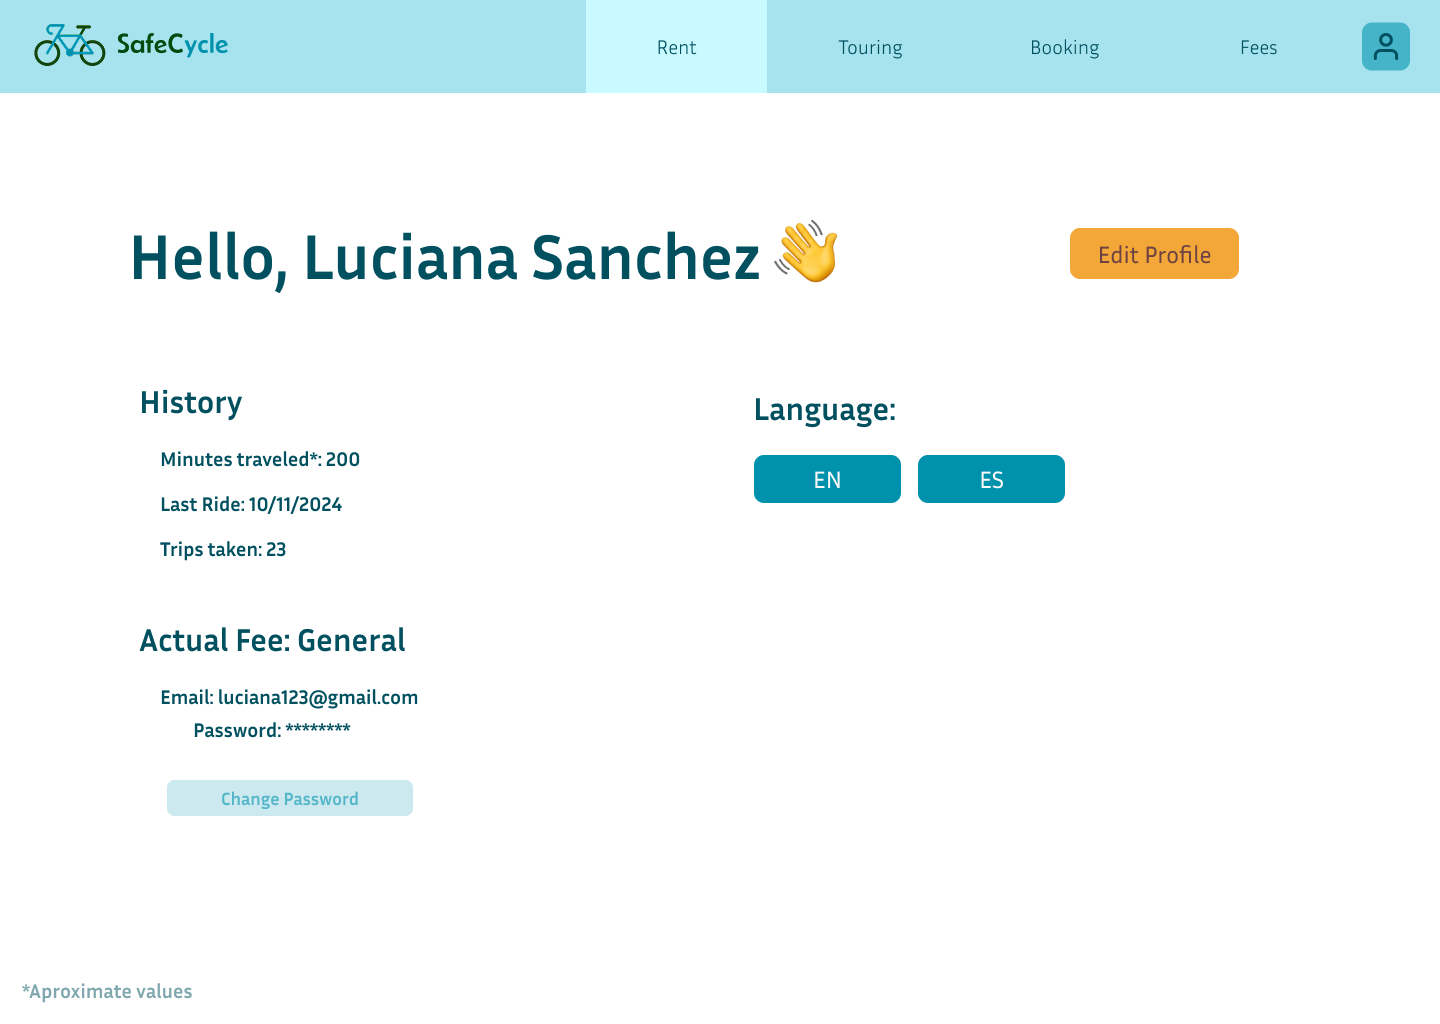 SafeCycle
Rent
Touring
Booking
Fees
Hello, Luciana Sanchez 👋
Edit Profile
History
Minutes traveled*: 200
Last Ride: 10/11/2024
Trips taken: 23
Language:
EN
ES
Actual Fee: General
Email: luciana123@gmail.com
Password: ********
Change Password
*Aproximate values